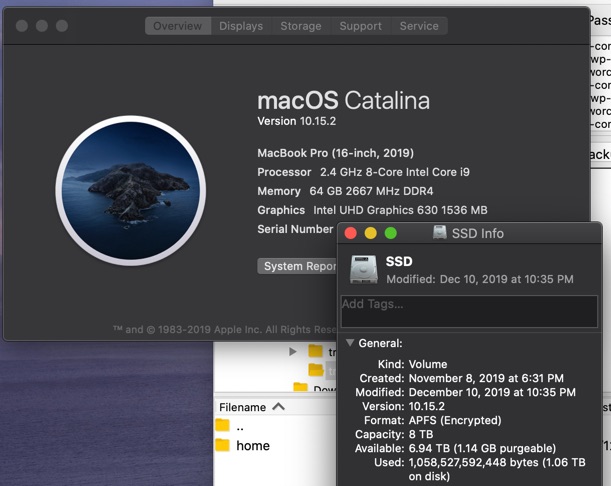 Overview Displays Storage Support Service
macOS Catalina
Version 10.15.2
MacBook Pro (16-inch, 2019)
Processor 2.4 GHz 8-Core Intel Core i9
Memory 64 GB 2667 MHz DDR4
Graphics Intel UHD Graphics 630 1536 MB
Serial Number
System Repor
™ and © 1983-2019 Apple Inc. All Rights Rese
SSD Info
SSD
Modified: Dec 10, 2019 at 10:35 PM
Add Tags...
General:
Kind: Volume
Created: November 8, 2019 at 6:31 PM
Modified: December 10, 2019 at 10:35 PM
Version: 10.15.2
Format: APFS (Encrypted)
Capacity: 8 TB
Available: 6.94 TB (1.14 GB purgeable)
Used: 1,058,527,592,448 bytes (1.06 TB
on disk)
Filename
..
home
Pass
-cor
wp-
word
-cor
wp-
word
-cor